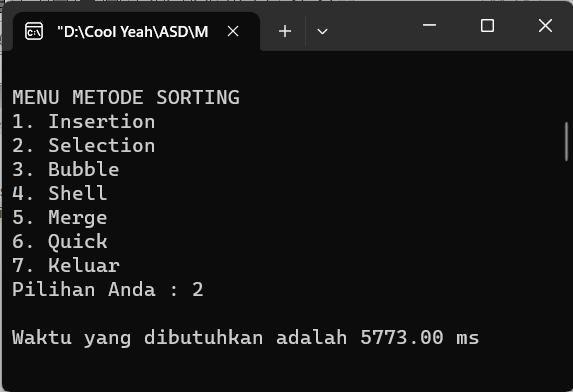 "D:\Cool Yeah\ASD\M
MENU METODE SORTING
1. Insertion
2. Selection
3. Bubble
4. Shell
5. Merge
6. Quick
7. Keluar
Pilihan Anda : 2
Waktu yang dibutuhkan adalah 5773.00 ms